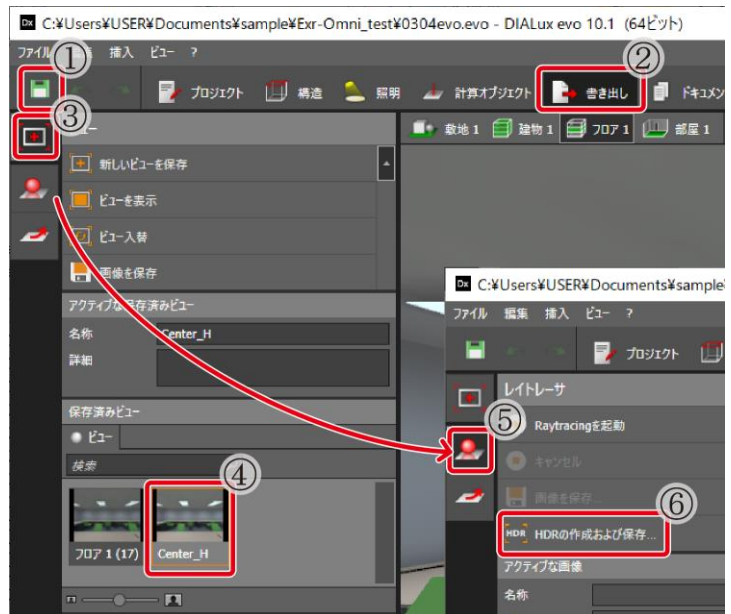 C:¥Users¥USER¥Documents¥sample¥Exr-Omni_test¥0304evo.evo - DIALux evo 10.1 (64ビット)
ファイル 挿入 ビュー ?
① ②
プロジェクト 構造 照明 計算オブジェクト 書き出し ドキュメン
③
敷地 1 建物 1 フロア 1 部屋 1
新しいビューを保存
ビューを表示
ビュー入替
画像を保存
アクティブな保存済みビュー
名称 Center_H
詳細
保存済みビュー
ビュー
検索
④
フロア 1 (17) Center_H
C:¥Users¥USER¥Documents¥sample
ファイル 編集 挿入 ビュー ?
プロジェクト
レイトレーサ
⑤
Raytracingを起動
キャンセル
画像を保存...
⑥
HDR HDRの作成および保存...
アクティブな画像
名称